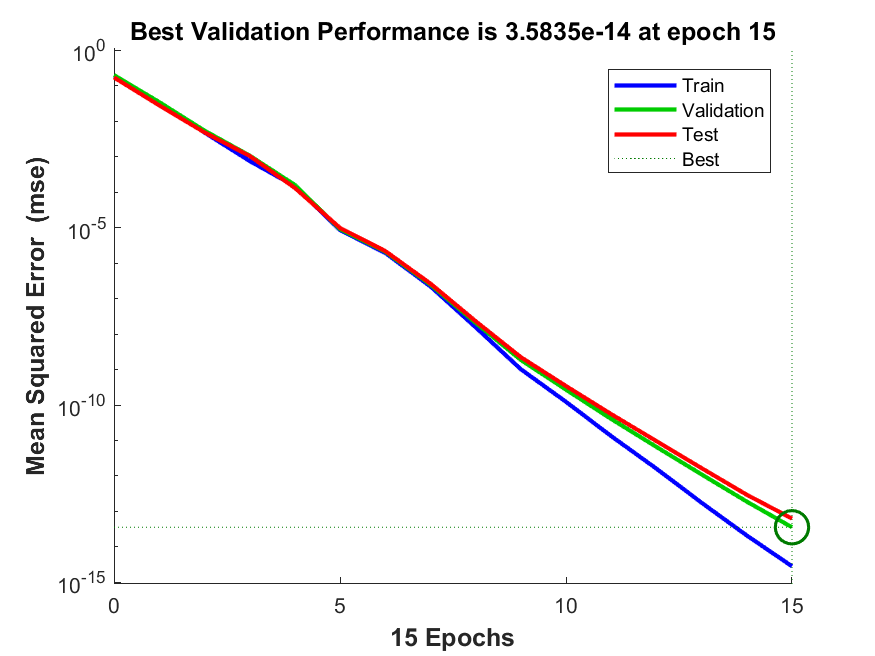 Best Validation Performance is 3.5835e-14 at epoch 15
Mean Squared Error (mse)
10^0
10^-5
10^-10
10^-15
Train
Validation
Test
Best
0 5 10 15
15 Epochs